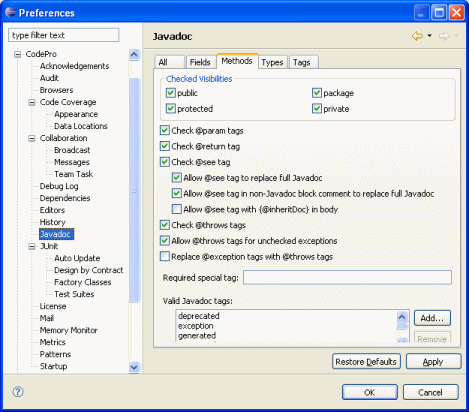 Preferences
type filter text
CodePro
Acknowledgements
Audit
Browsers
Code Coverage
Appearance
Data Locations
Collaboration
Broadcast
Messages
Team Task
Debug Log
Dependencies
Editors
History
Javadoc
JUnit
Auto Update
Design by Contract
Factory Classes
Test Suites
License
Mail
Memory Monitor
Metrics
Patterns
Startup
Javadoc
All Fields Methods Types Tags
Checked Visibilities
public package
protected private
Check @param tags
Check @return tag
Check @see tag
Allow @see tag to replace full Javadoc
Allow @see tag in non-Javadoc block comment to replace full Javadoc
Allow @see tag with {@inheritDoc} in body
Check @throws tags
Allow @throws tags for unchecked exceptions
Replace @exception tags with @throws tags
Required special tag:
Valid Javadoc tags:
deprecated
exception
generated
Add...
Remove
Restore Defaults Apply
? OK Cancel